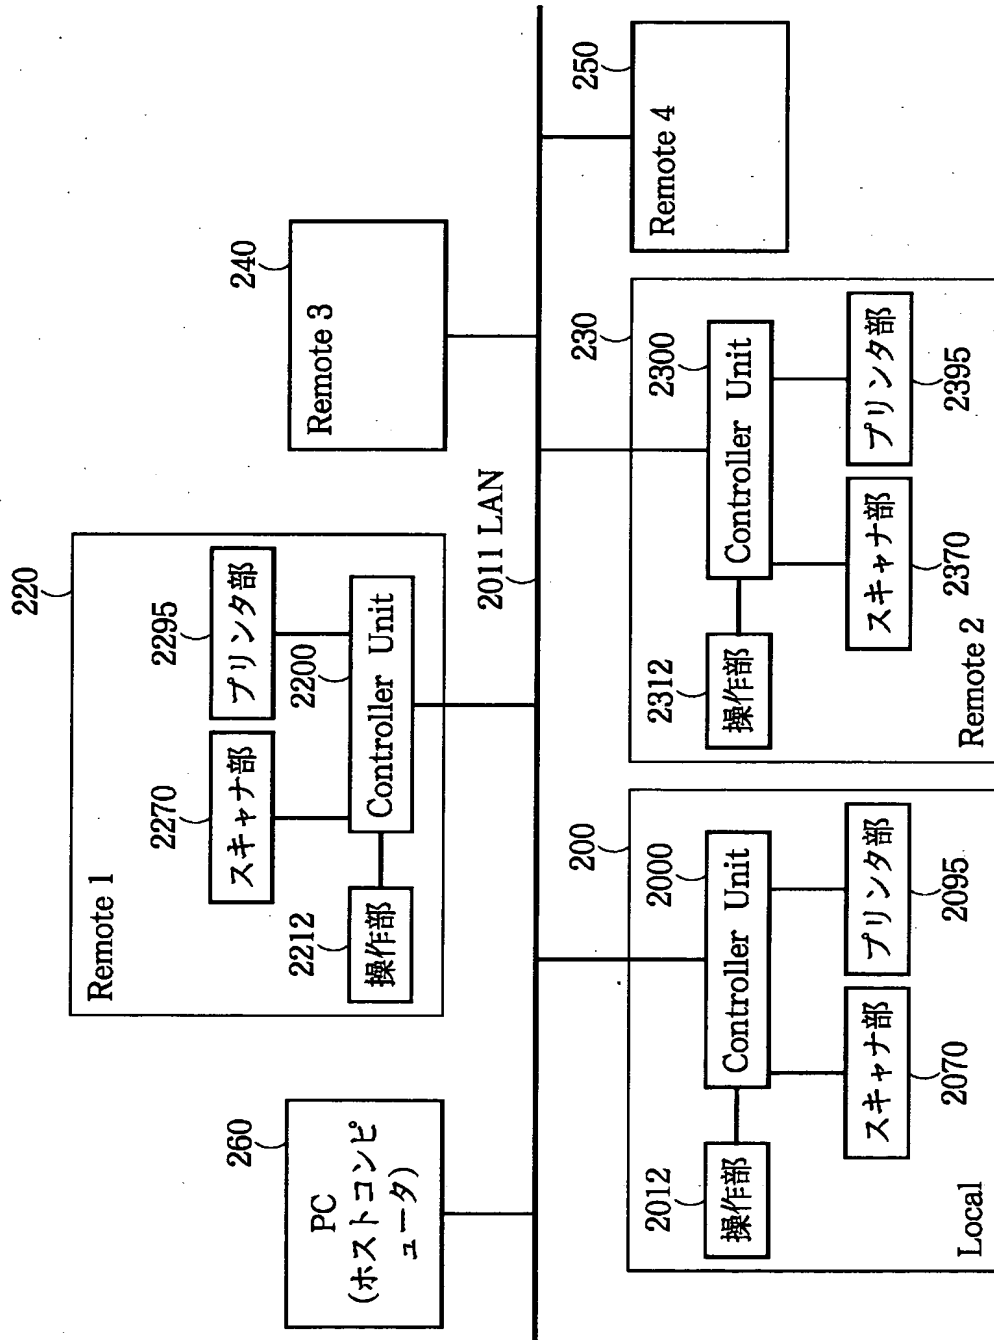 260
PC
(ホストコンピ
ュータ)
220
Remote 1
2270
2295
スキャナ部
プリンタ部
2212
2200
操作部
Controller Unit
240
Remote 3
2011 LAN
200
2012
2000
操作部
Controller Unit
スキャナ部
プリンタ部
2070
2095
Local
230
2312
2300
操作部
Controller Unit
スキャナ部
プリンタ部
2370
2395
Remote 2
250
Remote 4